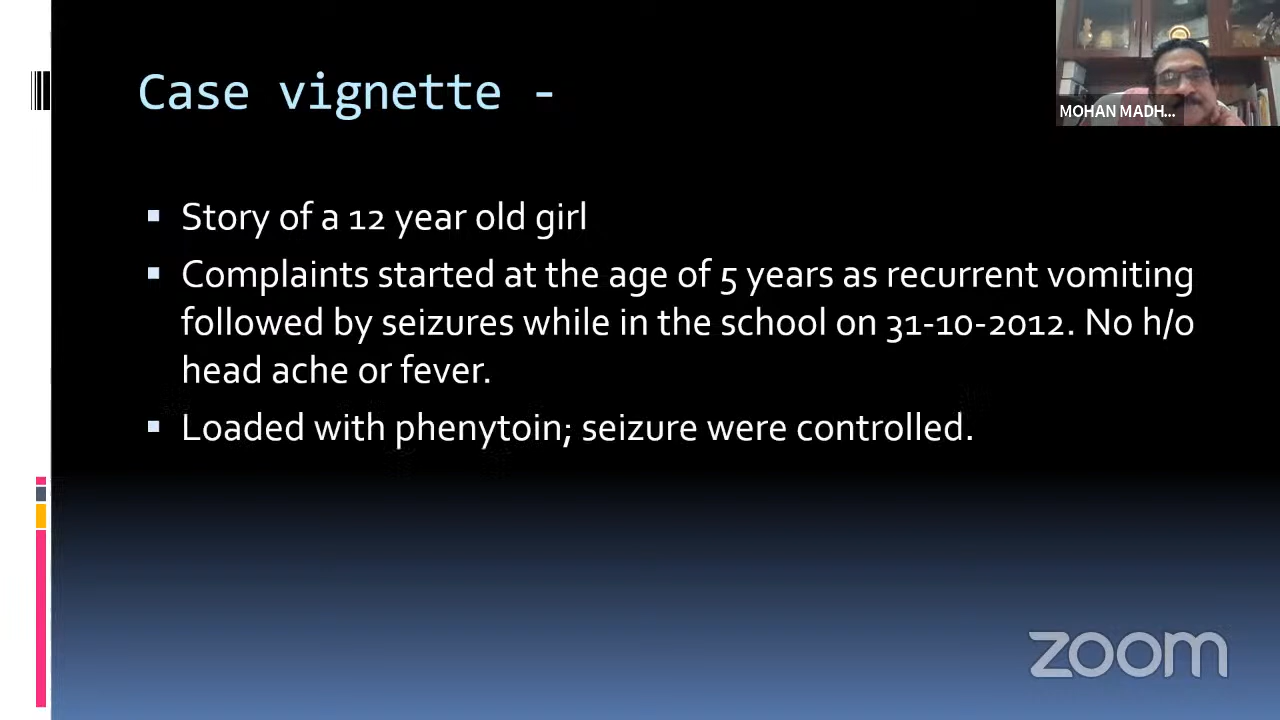 Case vignette -
MOHAN MADH...
Story of a 12 year old girl
Complaints started at the age of 5 years as recurrent vomiting
followed by seizures while in the school on 31-10-2012. No h/o
head ache or fever.
Loaded with phenytoin; seizure were controlled.
zoom